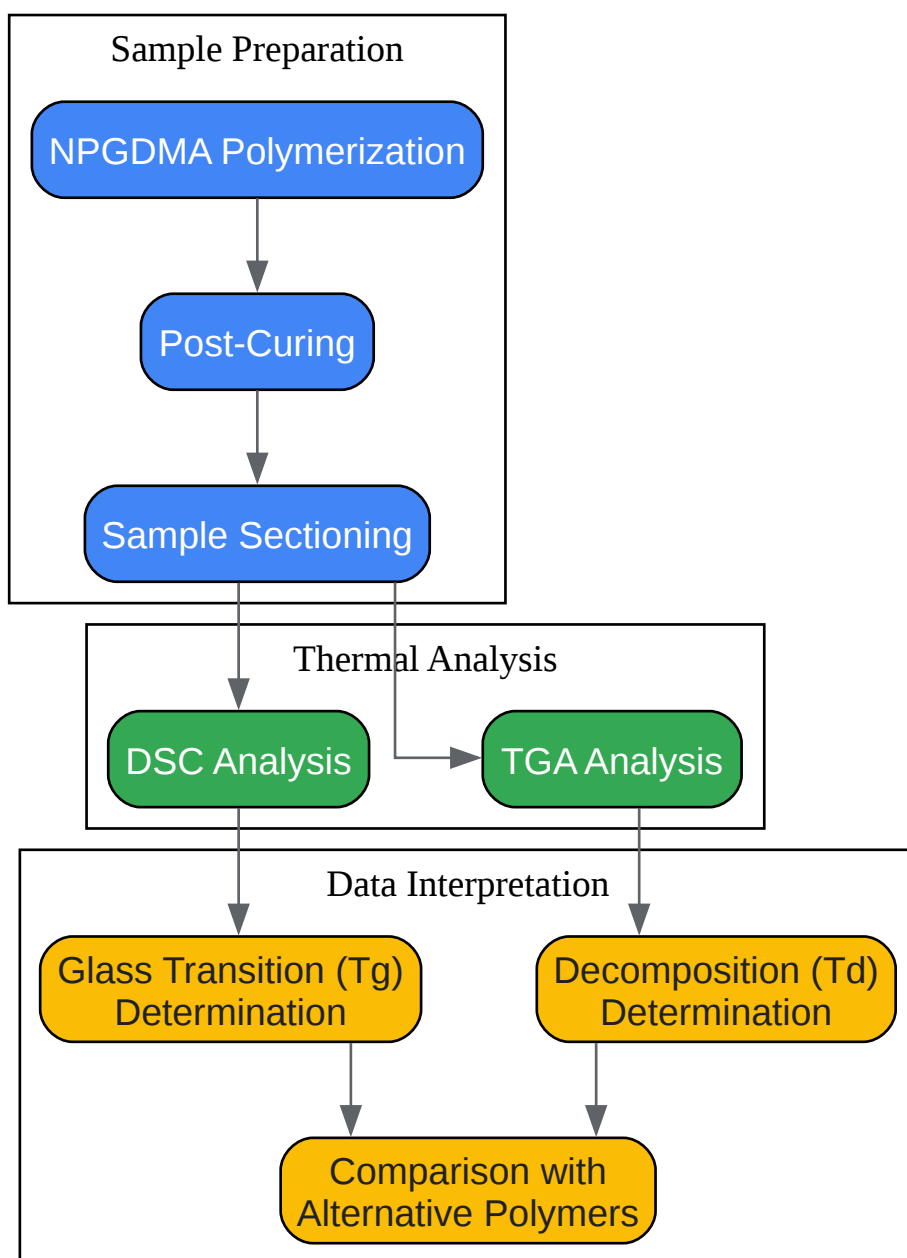 Sample Preparation
NPGDMA Polymerization
Post-Curing
Sample Sectioning
Thermal Analysis
DSC Analysis
TGA Analysis
Data Interpretation
Glass Transition (Tg)
Determination
Decomposition (Td)
Determination
Comparison with
Alternative Polymers